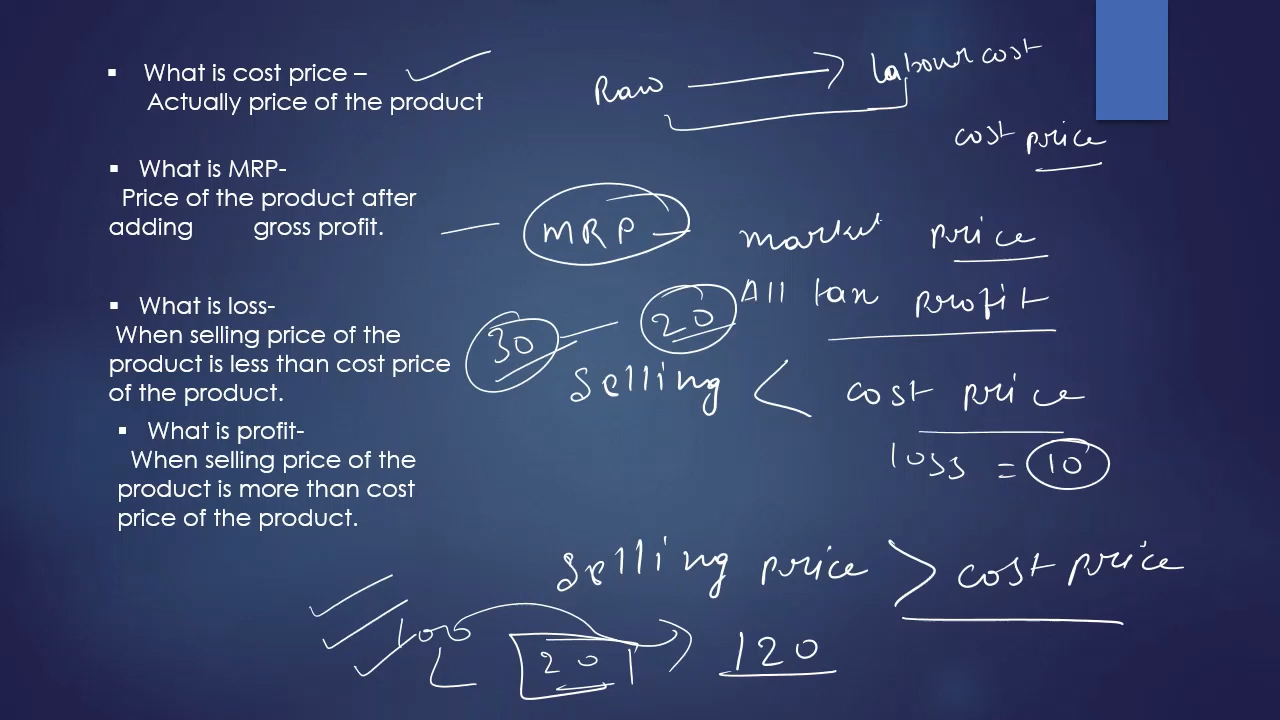 ▪ What is cost price –
Actually price of the product
▪ What is MRP-
Price of the product after
adding gross profit.
▪ What is loss-
When selling price of the
product is less than cost price
of the product.
▪ What is profit-
When selling price of the
product is more than cost
price of the product.
Raw → labour cost
cost price
— MRP market price
All tax profit
30 — 20
Selling < cost price
loss = 10
Selling price > cost price
100 20 → 120